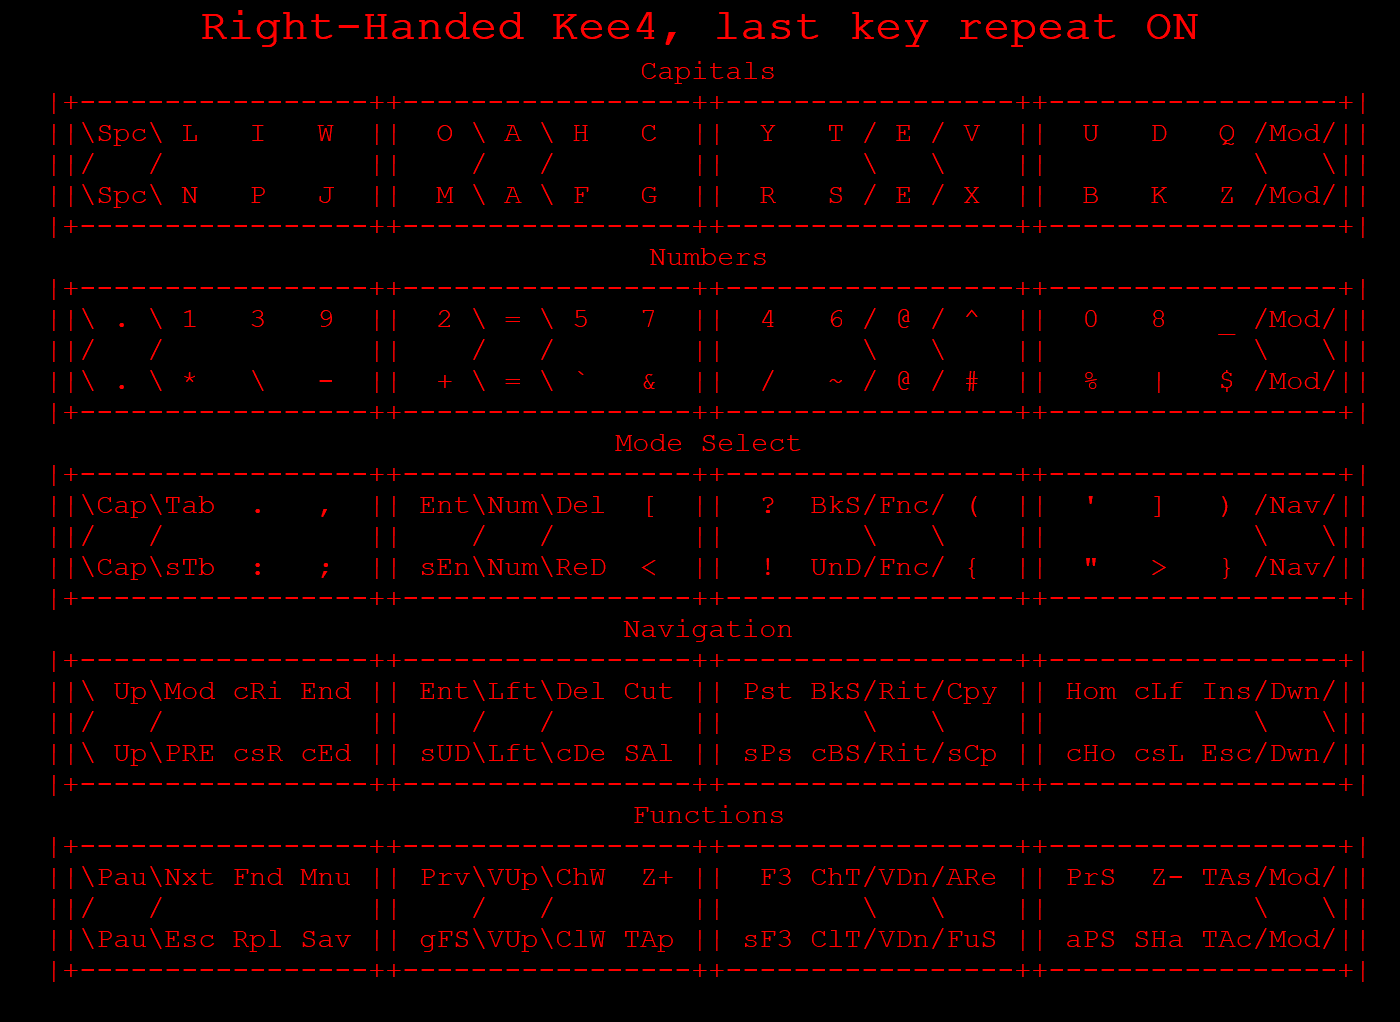 Right-Handed Kee4, last key repeat ON
Capitals
|+-----------------++-----------------++-----------------++-----------------+|
||\Spc\ L   I   W  ||  O \ A \ H   C  ||  Y   T / E / V  ||  U   D   Q /Mod/||
||/   /            ||    /   /        ||        \   \    ||            \   \||
||\Spc\ N   P   J  ||  M \ A \ F   G  ||  R   S / E / X  ||  B   K   Z /Mod/||
|+-----------------++-----------------++-----------------++-----------------+|
Numbers
|+-----------------++-----------------++-----------------++-----------------+|
||\ . \ 1   3   9  ||  2 \ = \ 5   7  ||  4   6 / @ / ^  ||  0   8   _ /Mod/||
||/   /            ||    /   /        ||        \   \    ||            \   \||
||\ . \ *   \   -  ||  + \ = \ `   &  ||  /   ~ / @ / #  ||  %   |   $ /Mod/||
|+-----------------++-----------------++-----------------++-----------------+|
Mode Select
|+-----------------++-----------------++-----------------++-----------------+|
||\Cap\Tab  .   ,  || Ent\Num\Del  [  ||  ?  BkS/Fnc/ (  ||  '   ]   ) /Nav/||
||/   /            ||    /   /        ||        \   \    ||            \   \||
||\Cap\sTb  :   ;  || sEn\Num\ReD  <  ||  !  UnD/Fnc/ {  ||  "   >   } /Nav/||
|+-----------------++-----------------++-----------------++-----------------+|
Navigation
|+-----------------++-----------------++-----------------++-----------------+|
||\ Up\Mod cRi End || Ent\Lft\Del Cut || Pst BkS/Rit/Cpy || Hom cLf Ins/Dwn/||
||/   /            ||    /   /        ||        \   \    ||            \   \||
||\ Up\PRE csR cEd || sUD\Lft\cDe SAl || sPs cBS/Rit/sCp || cHo csL Esc/Dwn/||
|+-----------------++-----------------++-----------------++-----------------+|
Functions
|+-----------------++-----------------++-----------------++-----------------+|
||\Pau\Nxt Fnd Mnu || Prv\VUp\ChW  Z+ ||  F3 ChT/VDn/ARe || PrS  Z- TAs/Mod/||
||/   /            ||    /   /        ||        \   \    ||            \   \||
||\Pau\Esc Rpl Sav || gFS\VUp\ClW TAp || sF3 ClT/VDn/FuS || aPS SHa TAc/Mod/||
|+-----------------++-----------------++-----------------++-----------------+|